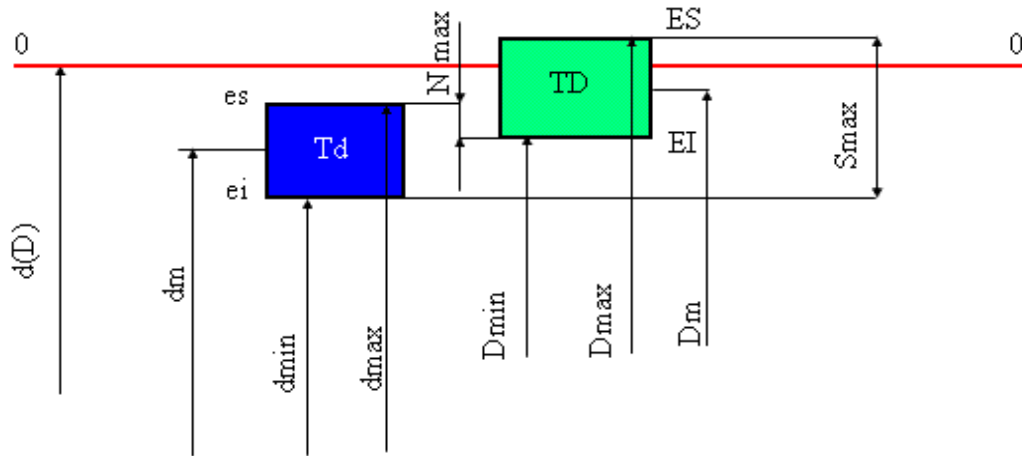 0
0
ES
N max
es
TD
Td
EI
Smax
ei
d(D)
dm
dmin
dmax
Dmin
Dmax
Dm